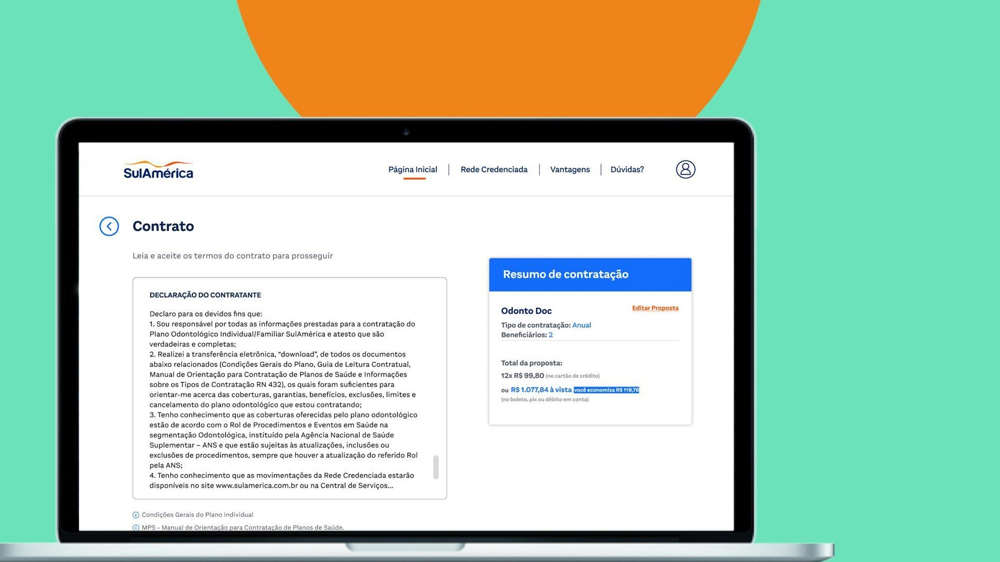 SulAmérica
Página Inicial
Rede Credenciada
Vantagens
Dúvidas?
Contrato
Leia e aceite os termos do contrato para prosseguir
DECLARAÇÃO DO CONTRATANTE
Declaro para os devidos fins que:
1. Sou responsável por todas as informações prestadas para a contratação do
Plano Odontológico Individual/Familiar SulAmérica e atesto que são
verdadeiras e completas;
2. Realizei a transferência eletrônica, “download”, de todos os documentos
abaixo relacionados (Condições Gerais do Plano, Guia de Leitura Contratual,
Manual de Orientação para Contratação de Planos de Saúde e Informações
sobre os Tipos de Contratação RN 432), os quais foram suficientes para
orientar-me acerca das coberturas, garantias, benefícios, exclusões, limites e
cancelamento do plano odontológico que estou contratando;
3. Tenho conhecimento que as coberturas oferecidas pelo plano odontológico
estão de acordo com o Rol de Procedimentos e Eventos em Saúde na
segmentação Odontológica, instituído pela Agência Nacional de Saúde
Suplementar – ANS e que estão sujeitas às atualizações, inclusões ou
exclusões de procedimentos, sempre que houver a atualização do referido Rol
pela ANS;
4. Tenho conhecimento que as movimentações da Rede Credenciada estarão
disponíveis no site www.sulamerica.com.br ou na Central de Serviços...
Condições Gerais do Plano Individual
MPS - Manual de Orientação para Contratação de Planos de Saúde.
Resumo de contratação
Odonto Doc
Editar Proposta
Tipo de contratação: Anual
Beneficiários: 2
Total da proposta:
12x R$ 99,80 (no cartão de crédito)
ou R$ 1.077,84 à vista você economiza R$ 119,76
(no boleto, pix ou débito em conta)